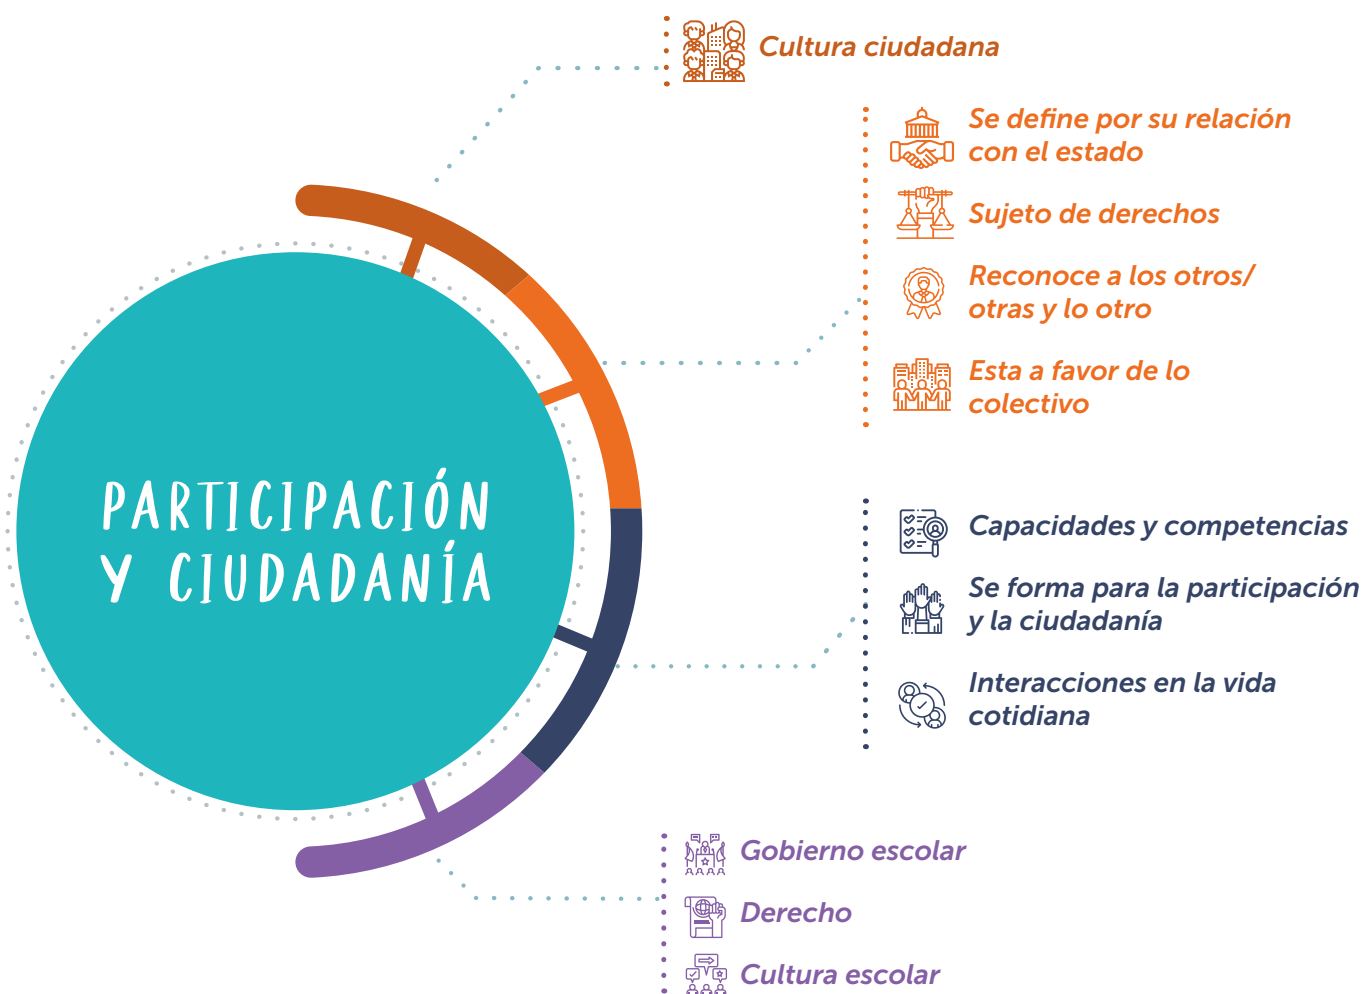 Cultura ciudadana
Se define por su relación
con el estado
Sujeto de derechos
Reconoce a los otros/
otras y lo otro
Esta a favor de lo
colectivo
PARTICIPACIÓN
Y CIUDADANÍA
Capacidades y competencias
Se forma para la participación
y la ciudadanía
Interacciones en la vida
cotidiana
Gobierno escolar
Derecho
Cultura escolar